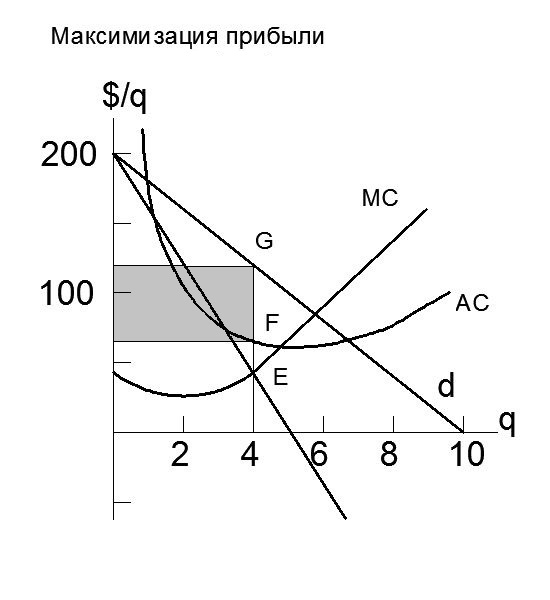 Максимизация прибыли
$/q
200
MC
G
100
AC
F
E
d
q
2 4 6 8 10